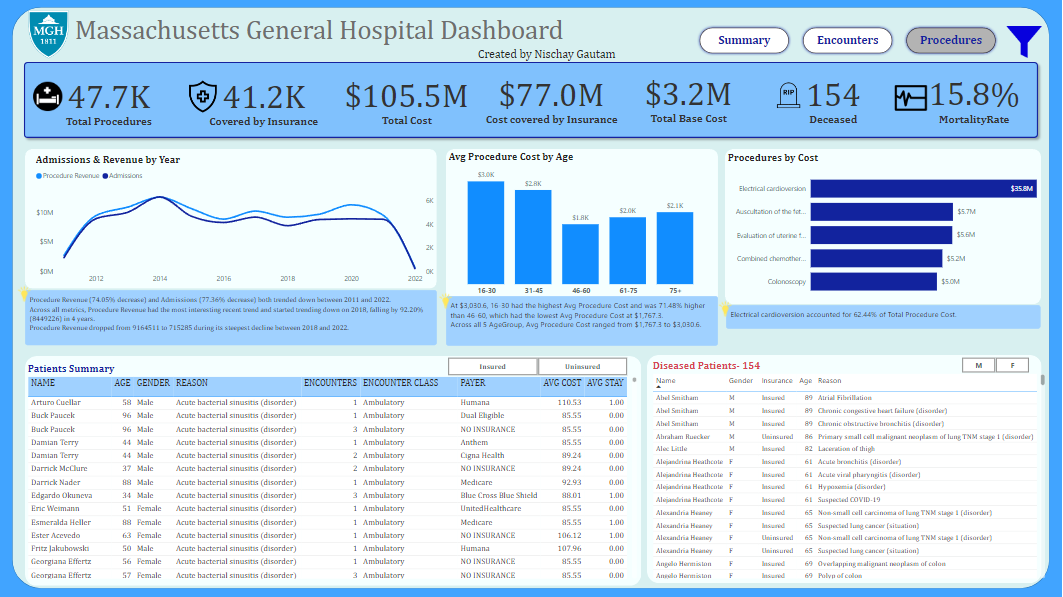 MGH
1811
Massachusetts General Hospital Dashboard
Created by Nischay Gautam
Summary
Encounters
Procedures
47.7K
Total Procedures
41.2K
Covered by Insurance
$105.5M
Total Cost
$77.0M
Cost covered by Insurance
$3.2M
Total Base Cost
RIP
154
Deceased
15.8%
MortalityRate
Admissions & Revenue by Year
Procedure Revenue Admissions
$10M
$5M
$0M
6K
4K
2K
0K
2012 2014 2016 2018 2020 2022
Procedure Revenue (74.05% decrease) and Admissions (77.36% decrease) both trended down between 2011 and 2022.
Across all metrics, Procedure Revenue had the most interesting recent trend and started trending down on 2018, falling by 92.20%
(8449226) in 4 years.
Procedure Revenue dropped from 9164511 to 715285 during its steepest decline between 2018 and 2022.
Avg Procedure Cost by Age
$3.0K $2.8K $1.8K $2.0K $2.1K
16-30 31-45 46-60 61-75 75+
At $3,030.6, 16-30 had the highest Avg Procedure Cost and was 71.48% higher
than 46-60, which had the lowest Avg Procedure Cost at $1,767.3.
Across all 5 AgeGroup, Avg Procedure Cost ranged from $1,767.3 to $3,030.6.
Procedures by Cost
Electrical cardioversion $35.8M
Auscultation of the fet... $5.7M
Evaluation of uterine f... $5.6M
Combined chemother... $5.2M
Colonoscopy $5.0M
Electrical cardioversion accounted for 62.44% of Total Procedure Cost.
Patients Summary
Insured Uninsured
NAME AGE GENDER REASON ENCOUNTERS ENCOUNTER CLASS PAYER AVG COST AVG STAY
Arturo Cuellar 58 Male Acute bacterial sinusitis (disorder) 1 Ambulatory Humana 110.53 1.00
Buck Paucek 96 Male Acute bacterial sinusitis (disorder) 1 Ambulatory Dual Eligible 85.55 0.00
Buck Paucek 96 Male Acute bacterial sinusitis (disorder) 3 Ambulatory NO INSURANCE 85.55 0.00
Damian Terry 44 Male Acute bacterial sinusitis (disorder) 1 Ambulatory Anthem 85.55 0.00
Damian Terry 44 Male Acute bacterial sinusitis (disorder) 2 Ambulatory Cigna Health 89.24 0.00
Darrick McClure 37 Male Acute bacterial sinusitis (disorder) 2 Ambulatory NO INSURANCE 89.24 0.00
Darrick Nader 88 Male Acute bacterial sinusitis (disorder) 1 Ambulatory Medicare 92.93 0.00
Edgardo Okuneva 34 Male Acute bacterial sinusitis (disorder) 3 Ambulatory Blue Cross Blue Shield 88.01 1.00
Eric Weimann 51 Female Acute bacterial sinusitis (disorder) 1 Ambulatory UnitedHealthcare 85.55 0.00
Esmeralda Heller 88 Female Acute bacterial sinusitis (disorder) 1 Ambulatory Medicare 85.55 1.00
Ester Acevedo 63 Female Acute bacterial sinusitis (disorder) 1 Ambulatory NO INSURANCE 106.12 1.00
Fritz Jakubowski 50 Male Acute bacterial sinusitis (disorder) 1 Ambulatory Humana 107.96 0.00
Georgiana Effertz 56 Female Acute bacterial sinusitis (disorder) 1 Ambulatory NO INSURANCE 85.55 0.00
Georgiana Effertz 57 Female Acute bacterial sinusitis (disorder) 3 Ambulatory NO INSURANCE 85.55 0.00
Diseased Patients- 154
M F
Name Gender Insurance Age Reason
Abel Smitham M Insured 89 Atrial Fibrillation
Abel Smitham M Insured 89 Chronic congestive heart failure (disorder)
Abel Smitham M Insured 89 Chronic obstructive bronchitis (disorder)
Abraham Ruecker M Uninsured 86 Primary small cell malignant neoplasm of lung TNM stage 1 (disorder)
Alec Little M Insured 82 Laceration of thigh
Alejandrina Heathcote F Insured 61 Acute bronchitis (disorder)
Alejandrina Heathcote F Insured 61 Acute viral pharyngitis (disorder)
Alejandrina Heathcote F Insured 61 Hypoxemia (disorder)
Alejandrina Heathcote F Insured 61 Suspected COVID-19
Alexandria Heaney F Insured 65 Non-small cell carcinoma of lung TNM stage 1 (disorder)
Alexandria Heaney F Insured 65 Suspected lung cancer (situation)
Alexandria Heaney F Uninsured 65 Non-small cell carcinoma of lung TNM stage 1 (disorder)
Alexandria Heaney F Uninsured 65 Suspected lung cancer (situation)
Angelo Hermiston F Insured 69 Overlapping malignant neoplasm of colon
Angelo Hermiston F Insured 69 Polyp of colon